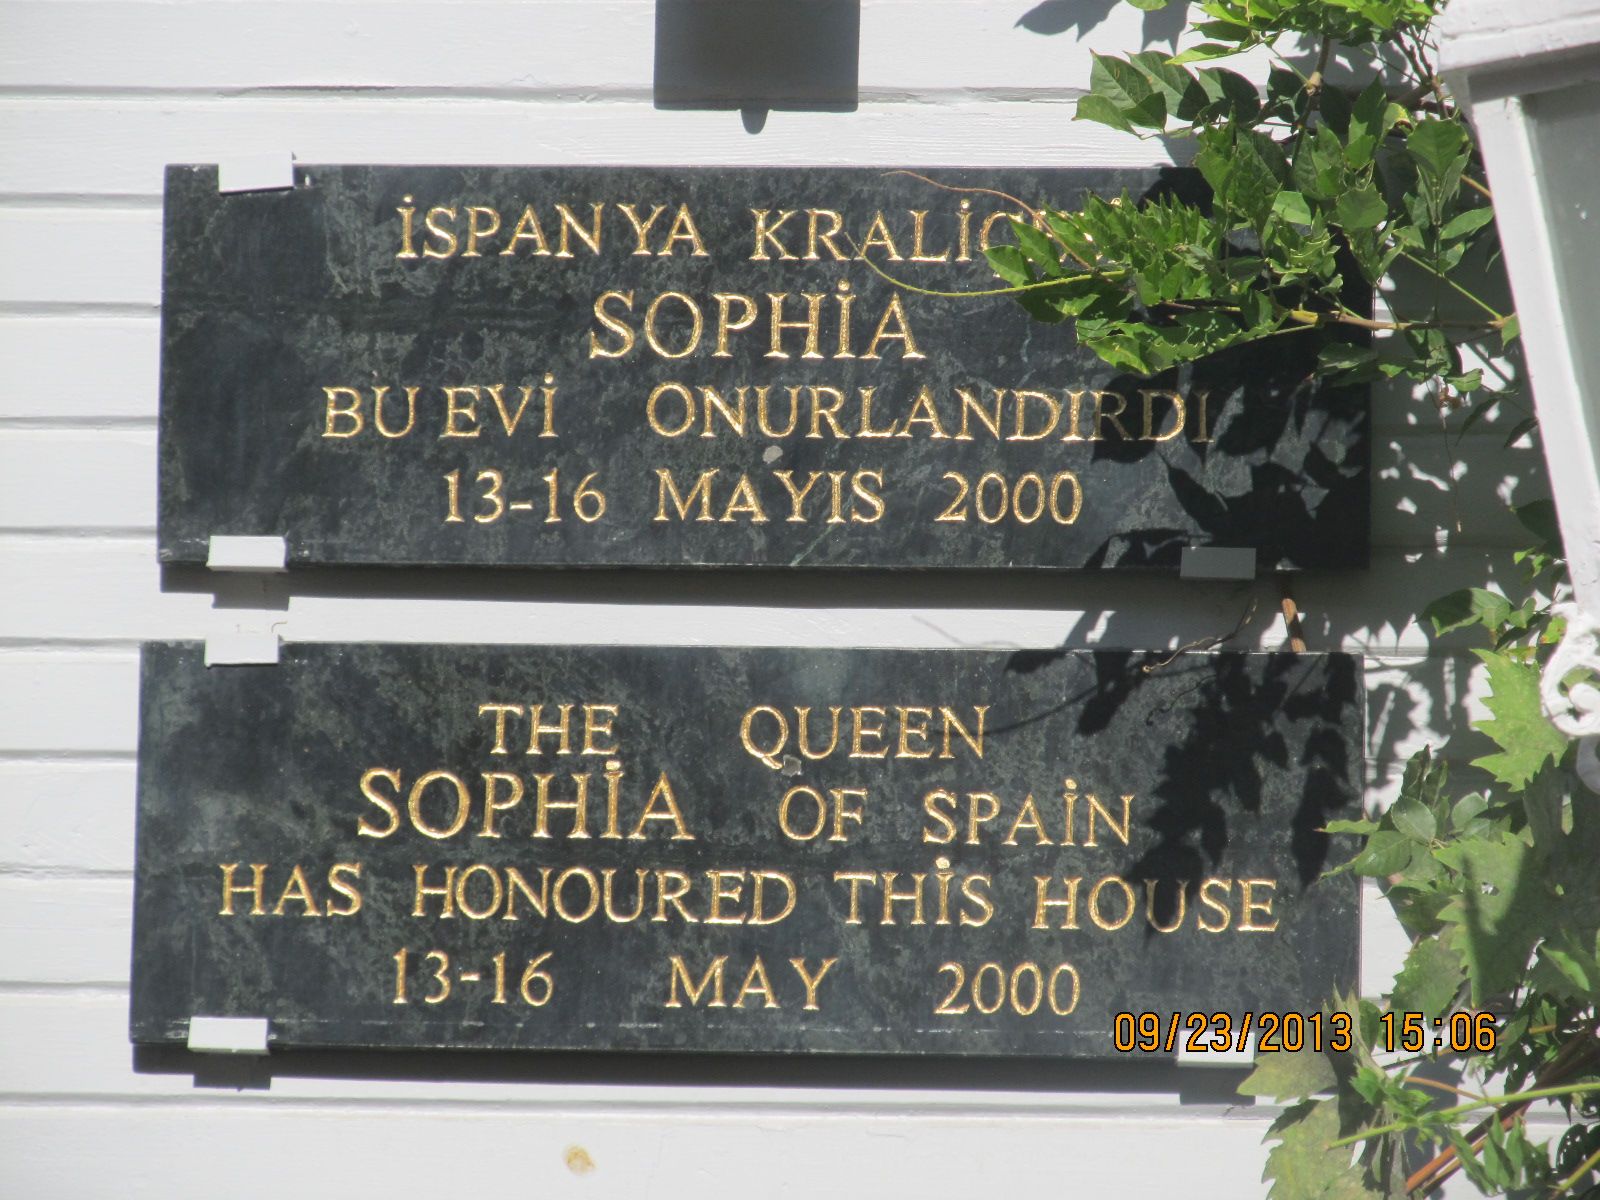 İSPANYA
SOPHİA
BU EVİ ONURLANDIRDI
13-16 MAYIS 2000
THE QUEEN
SOPHİA OF SPAİN
HAS HONOURED THİS HOUSE
13-16 MAY 2000
09/23/2013 15:06